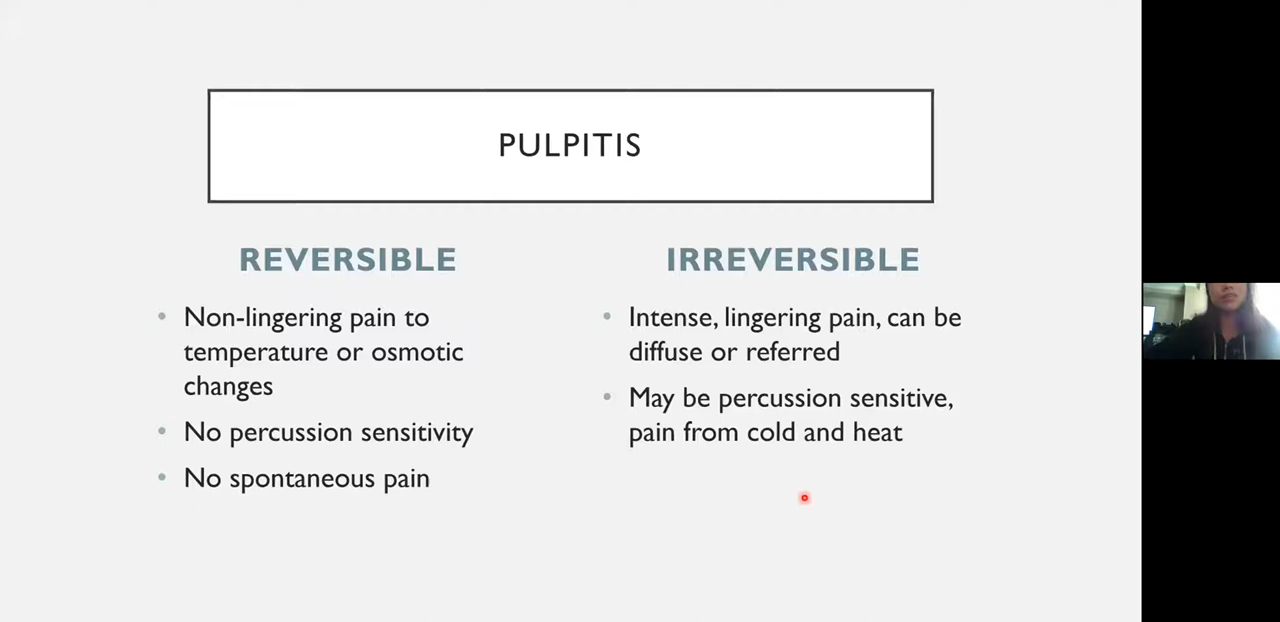 PULPITIS
REVERSIBLE
• Non-lingering pain to
temperature or osmotic
changes
• No percussion sensitivity
• No spontaneous pain
IRREVERSIBLE
• Intense, lingering pain, can be
diffuse or referred
• May be percussion sensitive,
pain from cold and heat